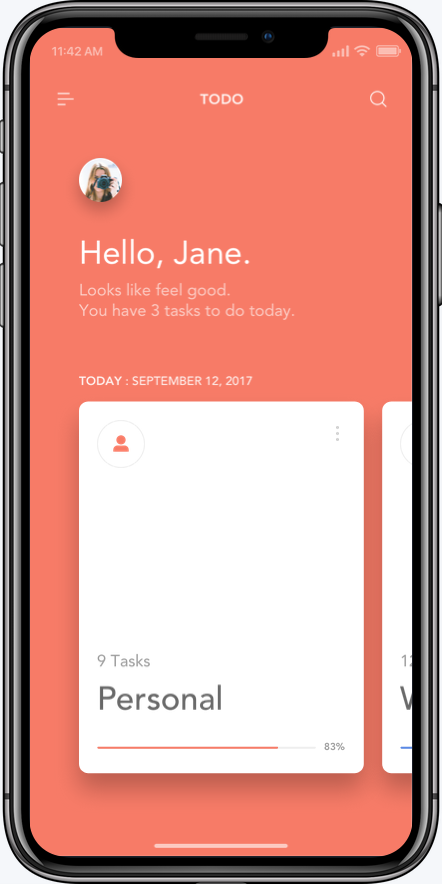 11:42 AM
TODO
Hello, Jane.
Looks like feel good.
You have 3 tasks to do today.
TODAY : SEPTEMBER 12, 2017
9 Tasks
12
Personal
83%